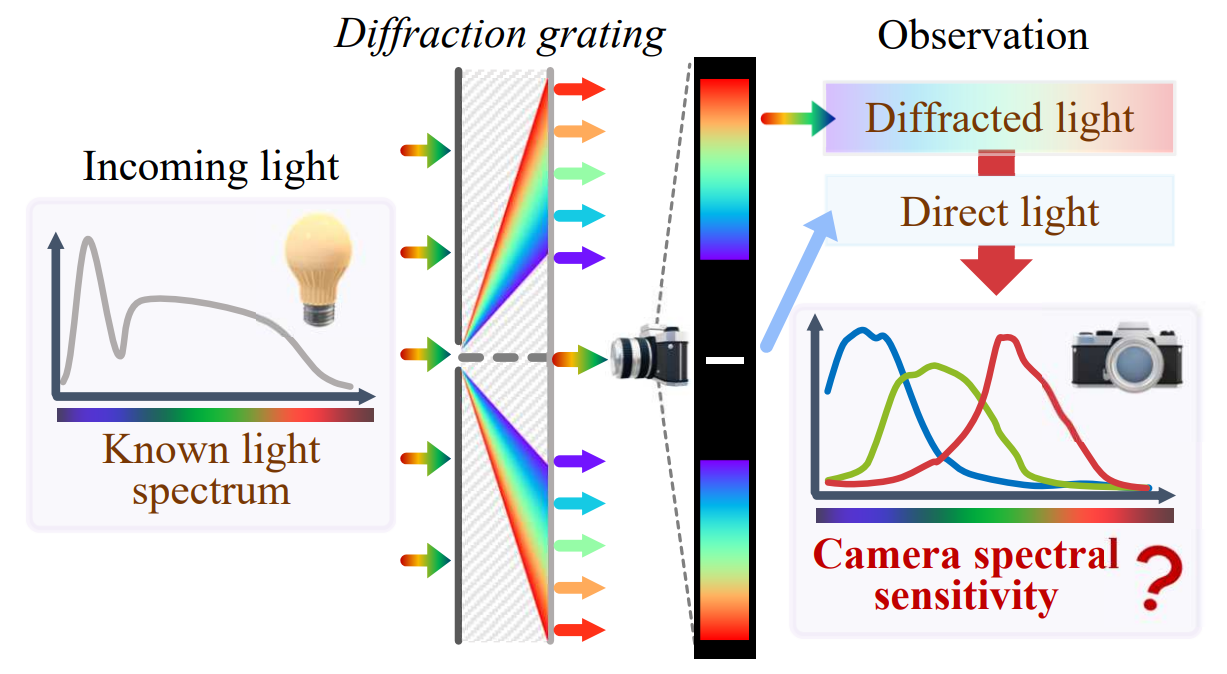 Diffraction grating
Observation
Incoming light
Diffracted light
Direct light
Known light
spectrum
Camera spectral
sensitivity
?